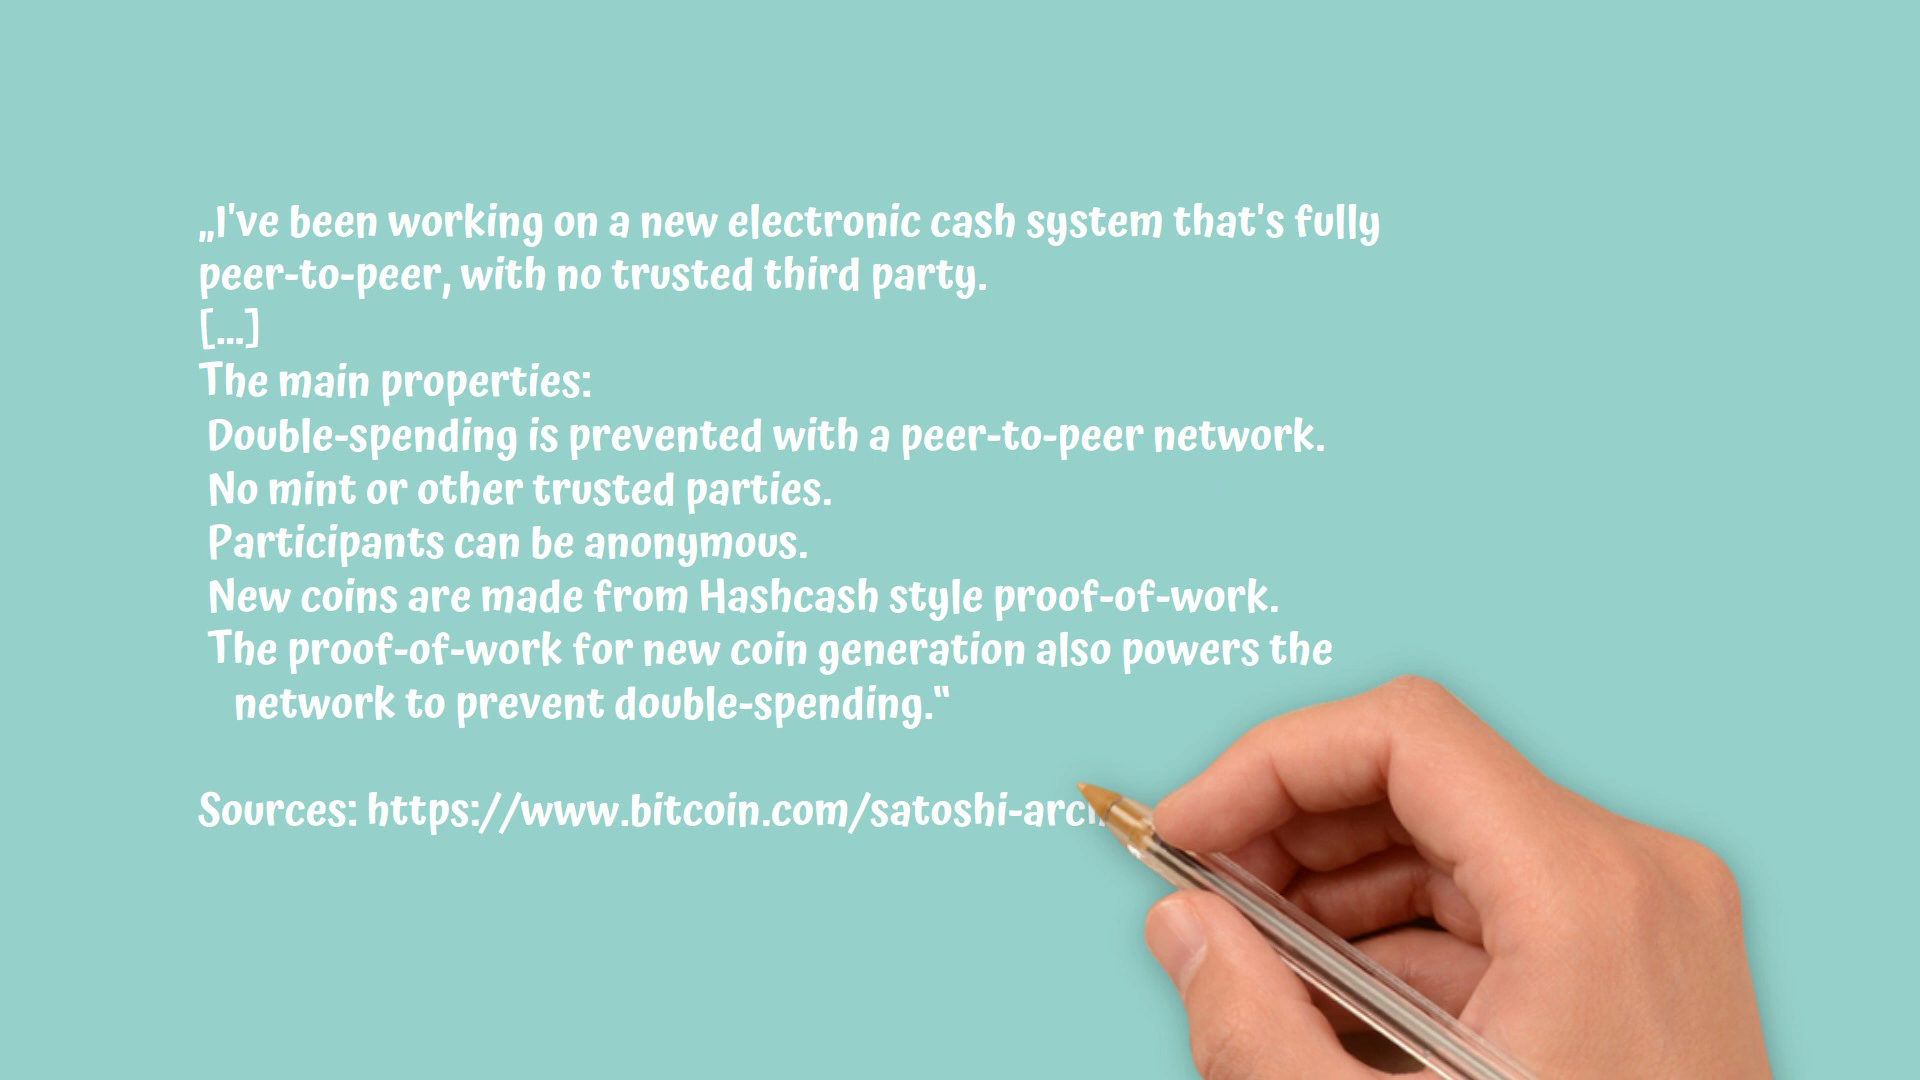 „I've been working on a new electronic cash system that's fully
peer-to-peer, with no trusted third party.
[...]
The main properties:
Double-spending is prevented with a peer-to-peer network.
No mint or other trusted parties.
Participants can be anonymous.
New coins are made from Hashcash style proof-of-work.
The proof-of-work for new coin generation also powers the
network to prevent double-spending.“
Sources: https://www.bitcoin.com/satoshi-arch